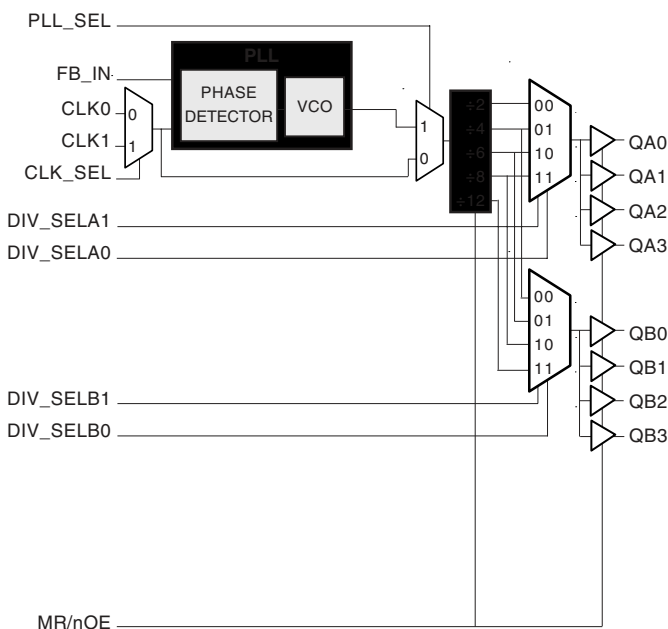 PLL_SEL
PLL
FB_IN
PHASE
DETECTOR
VCO
CLK0
0
CLK1
1
CLK_SEL
1
0
÷2
÷4
÷6
÷8
÷12
00
01
10
11
QA0
QA1
QA2
QA3
DIV_SELA1
DIV_SELA0
00
01
10
11
QB0
QB1
QB2
QB3
DIV_SELB1
DIV_SELB0
MR/nOE